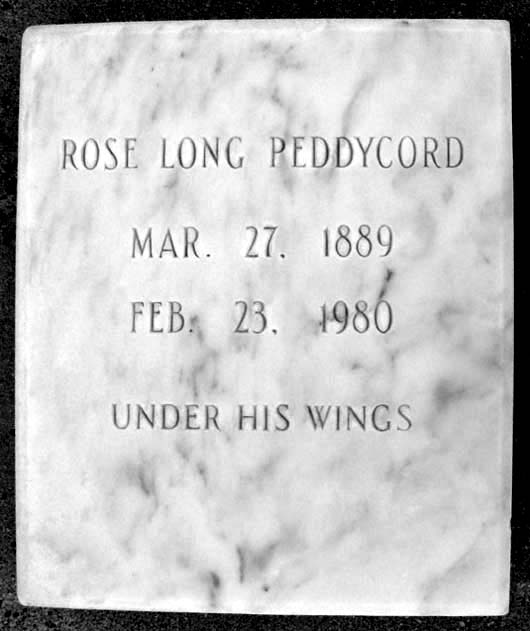 ROSE LONG PEDDYCORD
MAR. 27. 1889
FEB. 23. 1980
UNDER HIS WINGS